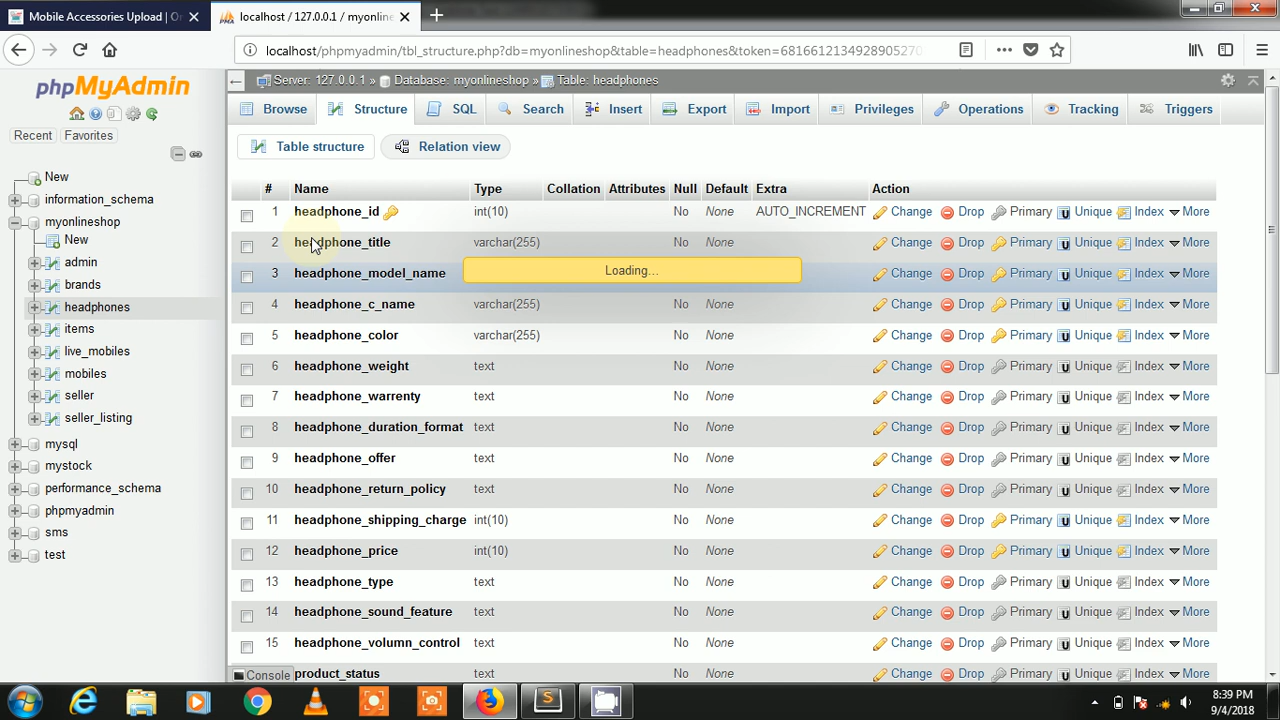 Mobile Accessories Upload | On
localhost / 127.0.0.1 / myonline
localhost/phpmyadmin/tbl_structure.php?db=myonlineshop&table=headphones&token=6816612134928905270
phpMyAdmin
Recent Favorites
New
information_schema
myonlineshop
New
admin
brands
headphones
items
live_mobiles
mobiles
seller
seller_listing
mysql
mystock
performance_schema
phpmyadmin
sms
test
Server: 127.0.0.1 » Database: myonlineshop » Table: headphones
Browse Structure SQL Search Insert Export Import Privileges Operations Tracking Triggers
Table structure Relation view
# Name Type Collation Attributes Null Default Extra Action
1 headphone_id int(10) No None AUTO_INCREMENT Change Drop Primary Unique Index More
2 headphone_title varchar(255) No None Change Drop Primary Unique Index More
3 headphone_model_name No None Change Drop Primary Unique Index More
Loading...
4 headphone_c_name varchar(255) No None Change Drop Primary Unique Index More
5 headphone_color varchar(255) No None Change Drop Primary Unique Index More
6 headphone_weight text No None Change Drop Primary Unique Index More
7 headphone_warrenty text No None Change Drop Primary Unique Index More
8 headphone_duration_format text No None Change Drop Primary Unique Index More
9 headphone_offer text No None Change Drop Primary Unique Index More
10 headphone_return_policy text No None Change Drop Primary Unique Index More
11 headphone_shipping_charge int(10) No None Change Drop Primary Unique Index More
12 headphone_price int(10) No None Change Drop Primary Unique Index More
13 headphone_type text No None Change Drop Primary Unique Index More
14 headphone_sound_feature text No None Change Drop Primary Unique Index More
15 headphone_volumn_control text No None Change Drop Primary Unique Index More
product_status text No None Change Drop Primary Unique Index More
Console
8:39 PM
9/4/2018